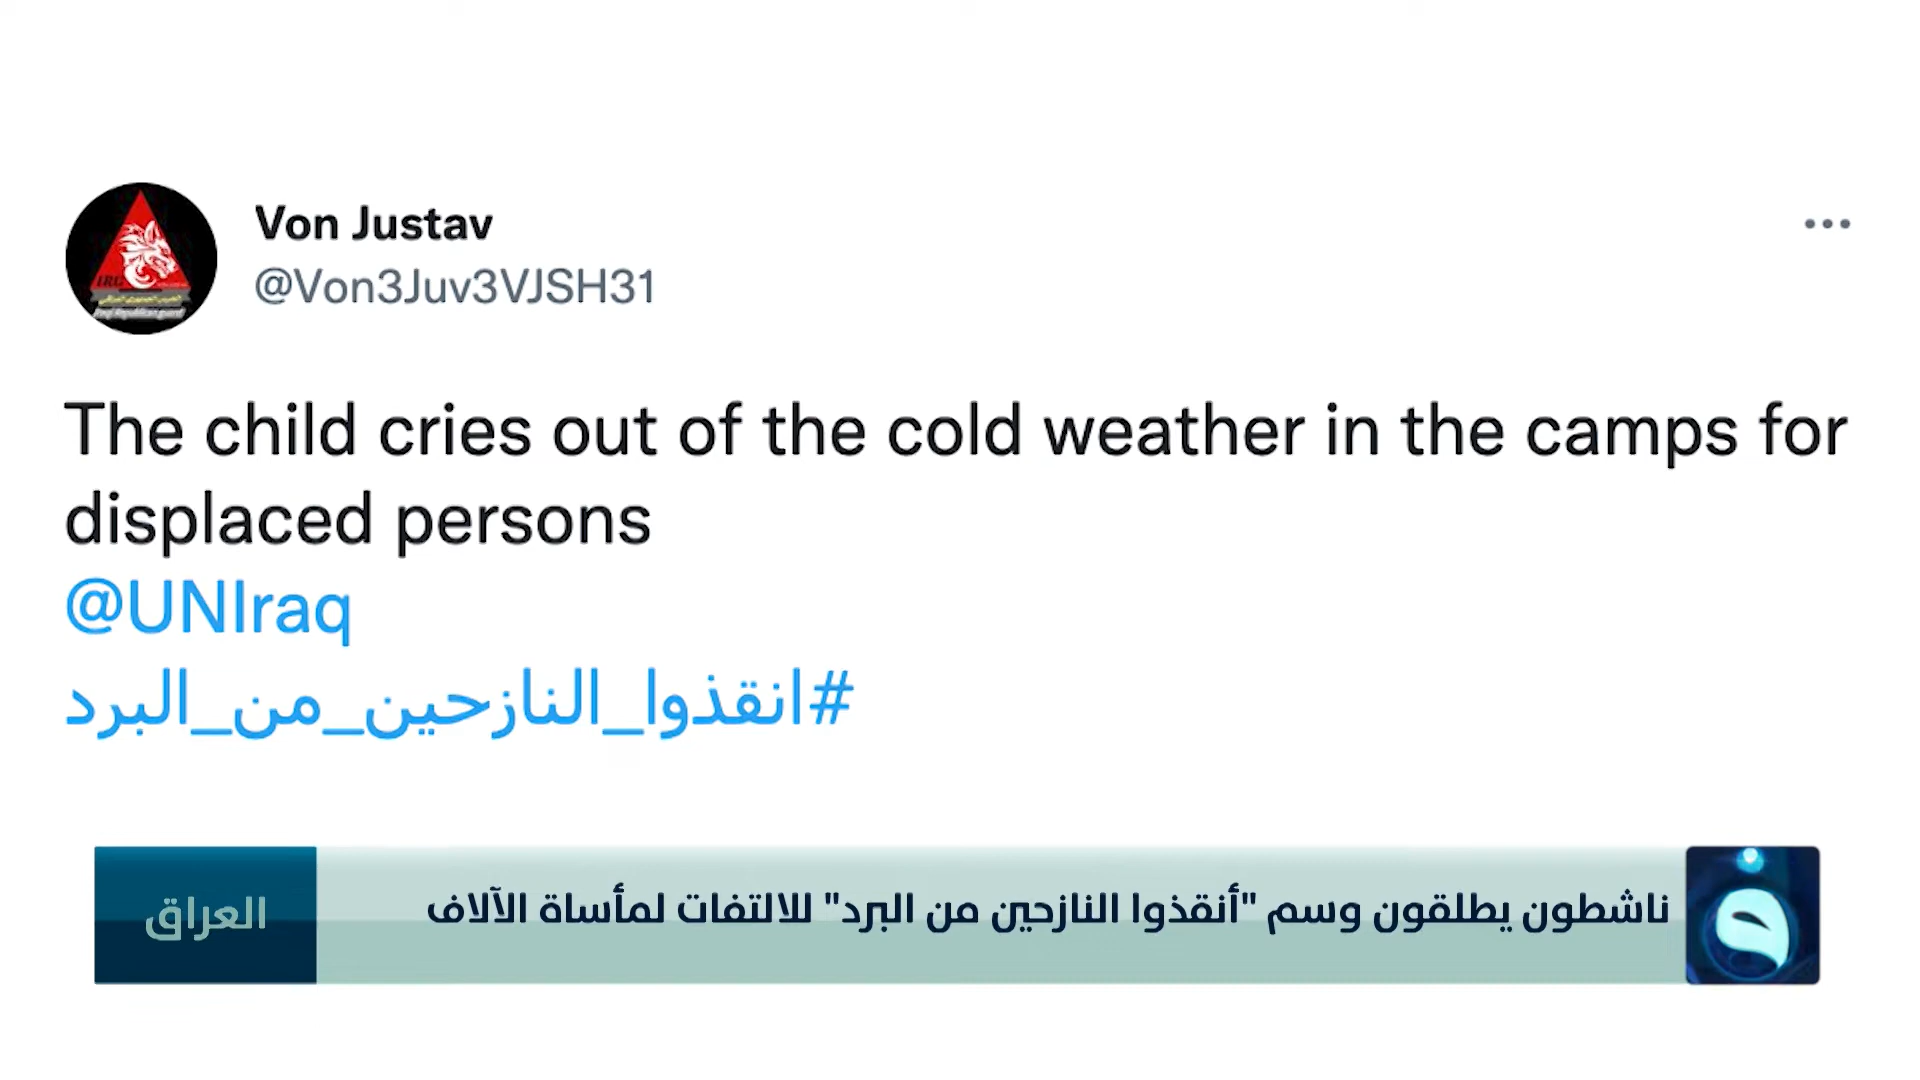 Von Justav
@Von3Juv3VJSH31
The child cries out of the cold weather in the camps for
displaced persons
@UNIraq
#انقذوا_النازحين_من_البرد
ناشطون يطلقون وسم "أنقذوا النازحين من البرد" للالتفات لمأساة الآلاف
العراق